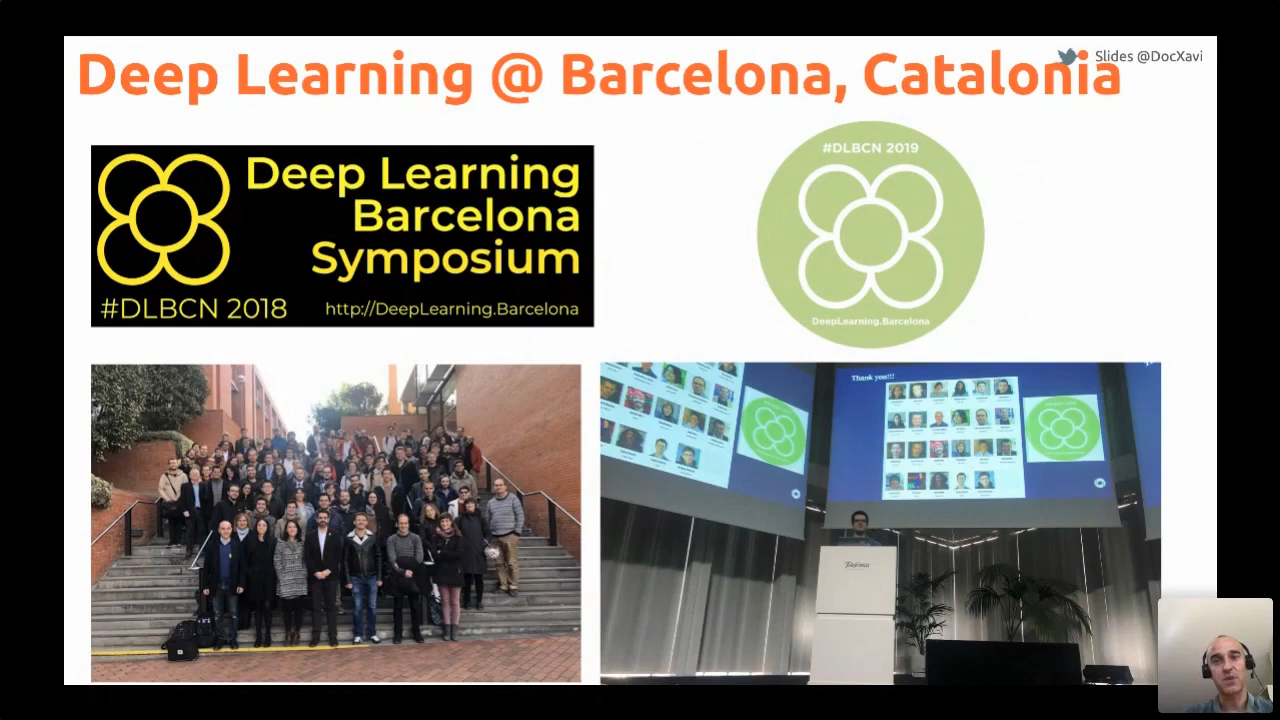 Deep Learning @ Barcelona, Catalonia
Slides @DocXavi
Deep Learning
Barcelona
Symposium
#DLBCN 2018
http://DeepLearning.Barcelona
#DLBCN 2019
DeepLearning.Barcelona
Thank you!!!
Telefónica